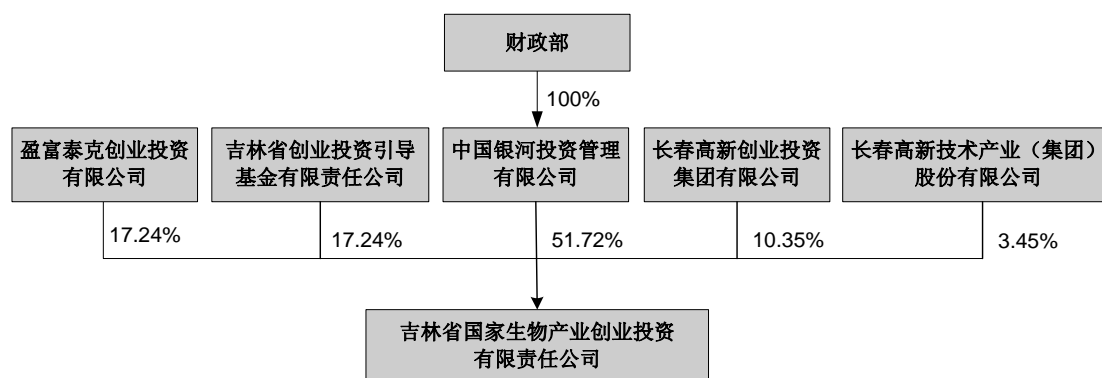 财政部
100%
盈富泰克创业投资
有限公司
吉林省创业投资引导
基金有限责任公司
中国银河投资管理
有限公司
长春高新创业投资
集团有限公司
长春高新技术产业（集团）
股份有限公司
17.24%
17.24%
51.72%
10.35%
3.45%
吉林省国家生物产业创业投资
有限责任公司